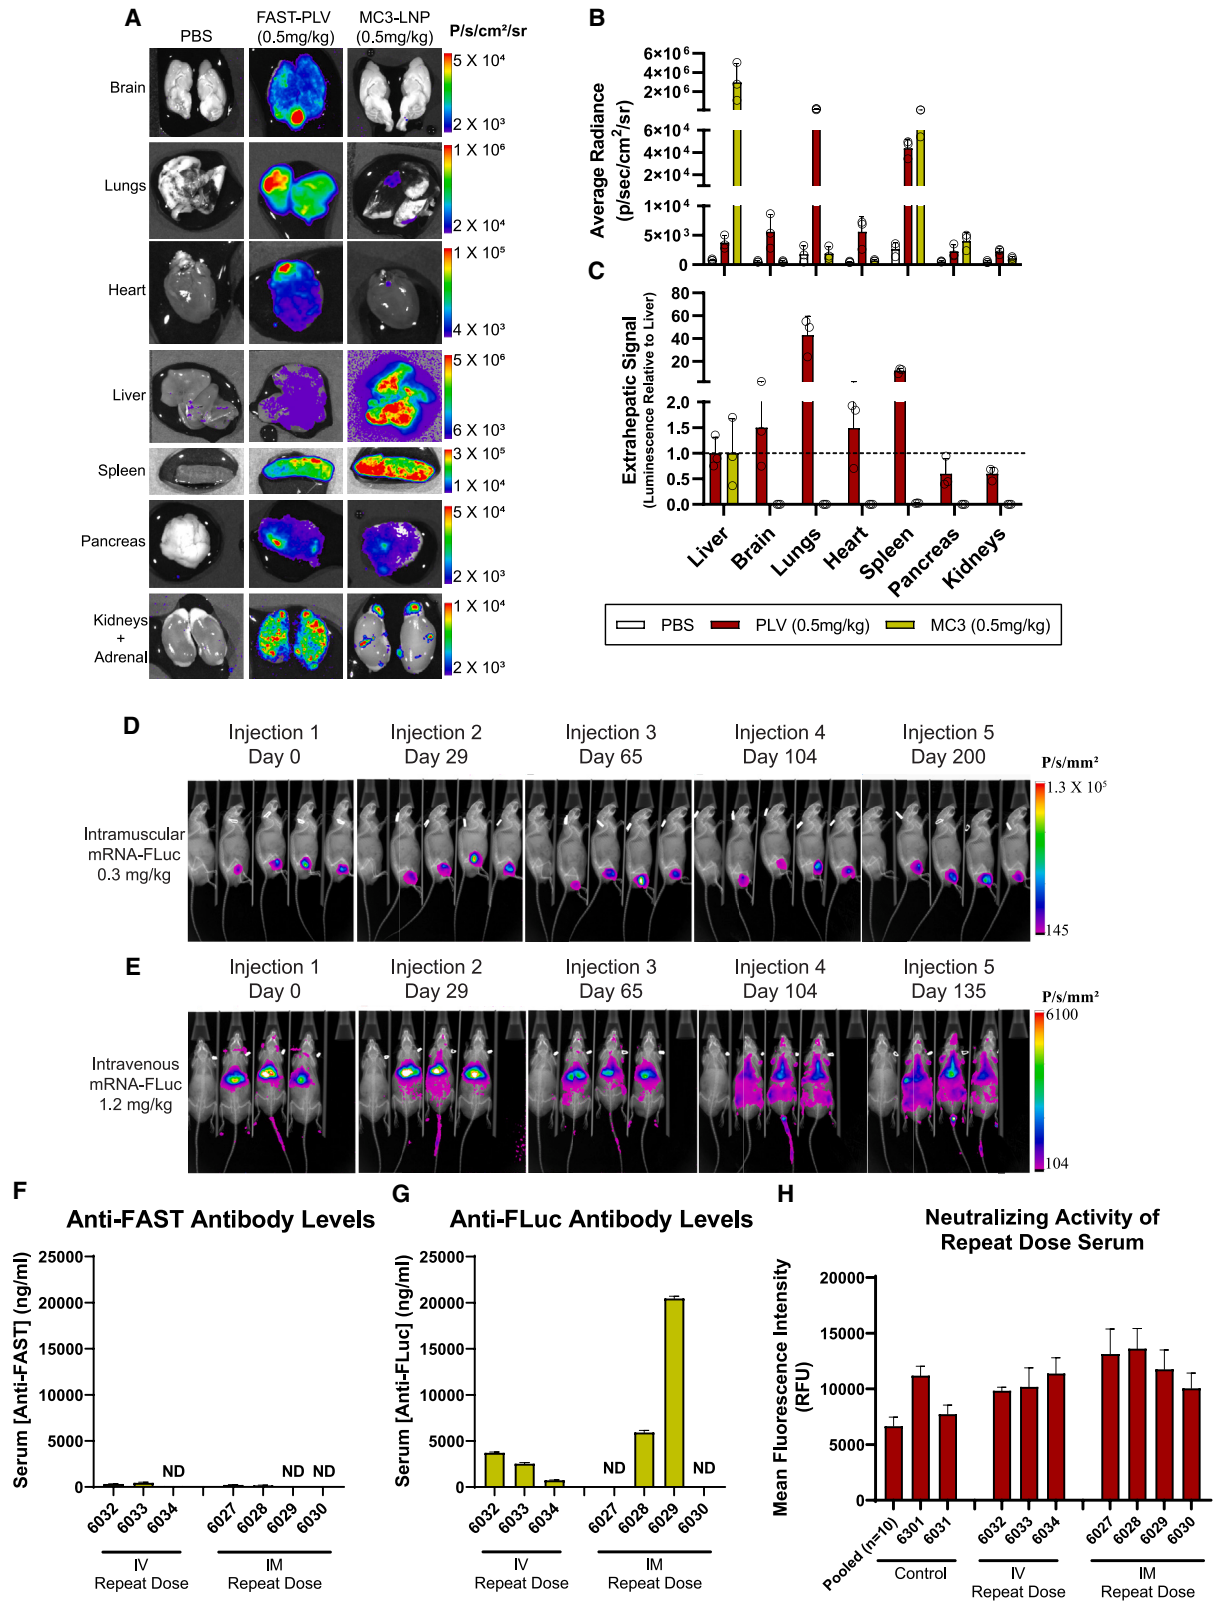 A
PBS
FAST-PLV
(0.5mg/kg)
MC3-LNP
(0.5mg/kg)
P/s/cm²/sr
Brain
5 X 10⁴
2 X 10³
Lungs
1 X 10⁶
2 X 10⁴
Heart
1 X 10⁵
4 X 10³
Liver
5 X 10⁶
6 X 10³
Spleen
3 X 10⁵
1 X 10⁴
Pancreas
5 X 10⁴
2 X 10³
Kidneys
+
Adrenal
1 X 10⁴
2 X 10³
B
Average Radiance
(p/sec/cm²/sr)
6×10⁶
4×10⁶
2×10⁶
6×10⁴
4×10⁴
2×10⁴
1×10⁴
5×10³
0
C
Extrahepatic Signal
(Luminescence Relative to Liver)
80
60
40
20
2.0
1.5
1.0
0.5
0.0
Liver
Brain
Lungs
Heart
Spleen
Pancreas
Kidneys
PBS
PLV (0.5mg/kg)
MC3 (0.5mg/kg)
D
Injection 1
Day 0
Injection 2
Day 29
Injection 3
Day 65
Injection 4
Day 104
Injection 5
Day 200
P/s/mm²
1.3 X 10⁵
145
Intramuscular
mRNA-FLuc
0.3 mg/kg
E
Injection 1
Day 0
Injection 2
Day 29
Injection 3
Day 65
Injection 4
Day 104
Injection 5
Day 135
P/s/mm²
6100
104
Intravenous
mRNA-FLuc
1.2 mg/kg
F
Anti-FAST Antibody Levels
Serum [Anti-FAST] (ng/ml)
25000
20000
15000
10000
5000
0
ND
ND
ND
6032
6033
6034
6027
6028
6029
6030
IV
Repeat Dose
IM
Repeat Dose
G
Anti-FLuc Antibody Levels
Serum [Anti-FLuc] (ng/ml)
25000
20000
15000
10000
5000
0
ND
ND
6032
6033
6034
6027
6028
6029
6030
IV
Repeat Dose
IM
Repeat Dose
H
Neutralizing Activity of
Repeat Dose Serum
Mean Fluorescence Intensity
(RFU)
20000
15000
10000
5000
0
Pooled (n=10)
6301
6031
6032
6033
6034
6027
6028
6029
6030
Control
IV
Repeat Dose
IM
Repeat Dose